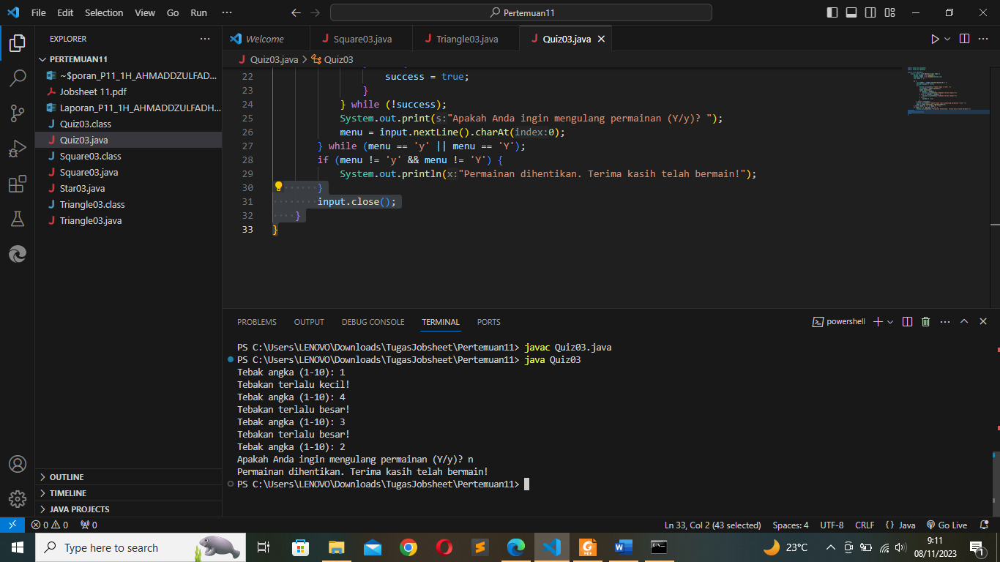 File Edit Selection View Go Run ··· Pertemuan11
EXPLORER ···
PERTEMUAN11
~$poran_P11_1H_AHMADDZULFAD...
Jobsheet 11.pdf
Laporan_P11_1H_AHMADDZULFADH...
Quiz03.class
Quiz03.java
Square03.class
Square03.java
Star03.java
Triangle03.class
Triangle03.java
OUTLINE
TIMELINE
JAVA PROJECTS
Welcome Square03.java Triangle03.java Quiz03.java
Quiz03.java > Quiz03
22 success = true;
23 }
24 } while (!success);
25 System.out.print(s:"Apakah Anda ingin mengulang permainan (Y/y)? ");
26 menu = input.nextLine().charAt(index:0);
27 } while (menu == 'y' || menu == 'Y');
28 if (menu != 'y' && menu != 'Y') {
29 System.out.println(x:"Permainan dihentikan. Terima kasih telah bermain!");
30 }
31 input.close();
32 }
33 }
PROBLEMS OUTPUT DEBUG CONSOLE TERMINAL PORTS powershell
PS C:\Users\LENOVO\Downloads\TugasJobsheet\Pertemuan11> javac Quiz03.java
PS C:\Users\LENOVO\Downloads\TugasJobsheet\Pertemuan11> java Quiz03
Tebak angka (1-10): 1
Tebakan terlalu kecil!
Tebak angka (1-10): 4
Tebakan terlalu besar!
Tebak angka (1-10): 3
Tebakan terlalu besar!
Tebak angka (1-10): 2
Apakah Anda ingin mengulang permainan (Y/y)? n
Permainan dihentikan. Terima kasih telah bermain!
PS C:\Users\LENOVO\Downloads\TugasJobsheet\Pertemuan11>
0 0 0 Ln 33, Col 2 (43 selected) Spaces: 4 UTF-8 CRLF {} Java Go Live
Type here to search 23°C 9:11
08/11/2023 1